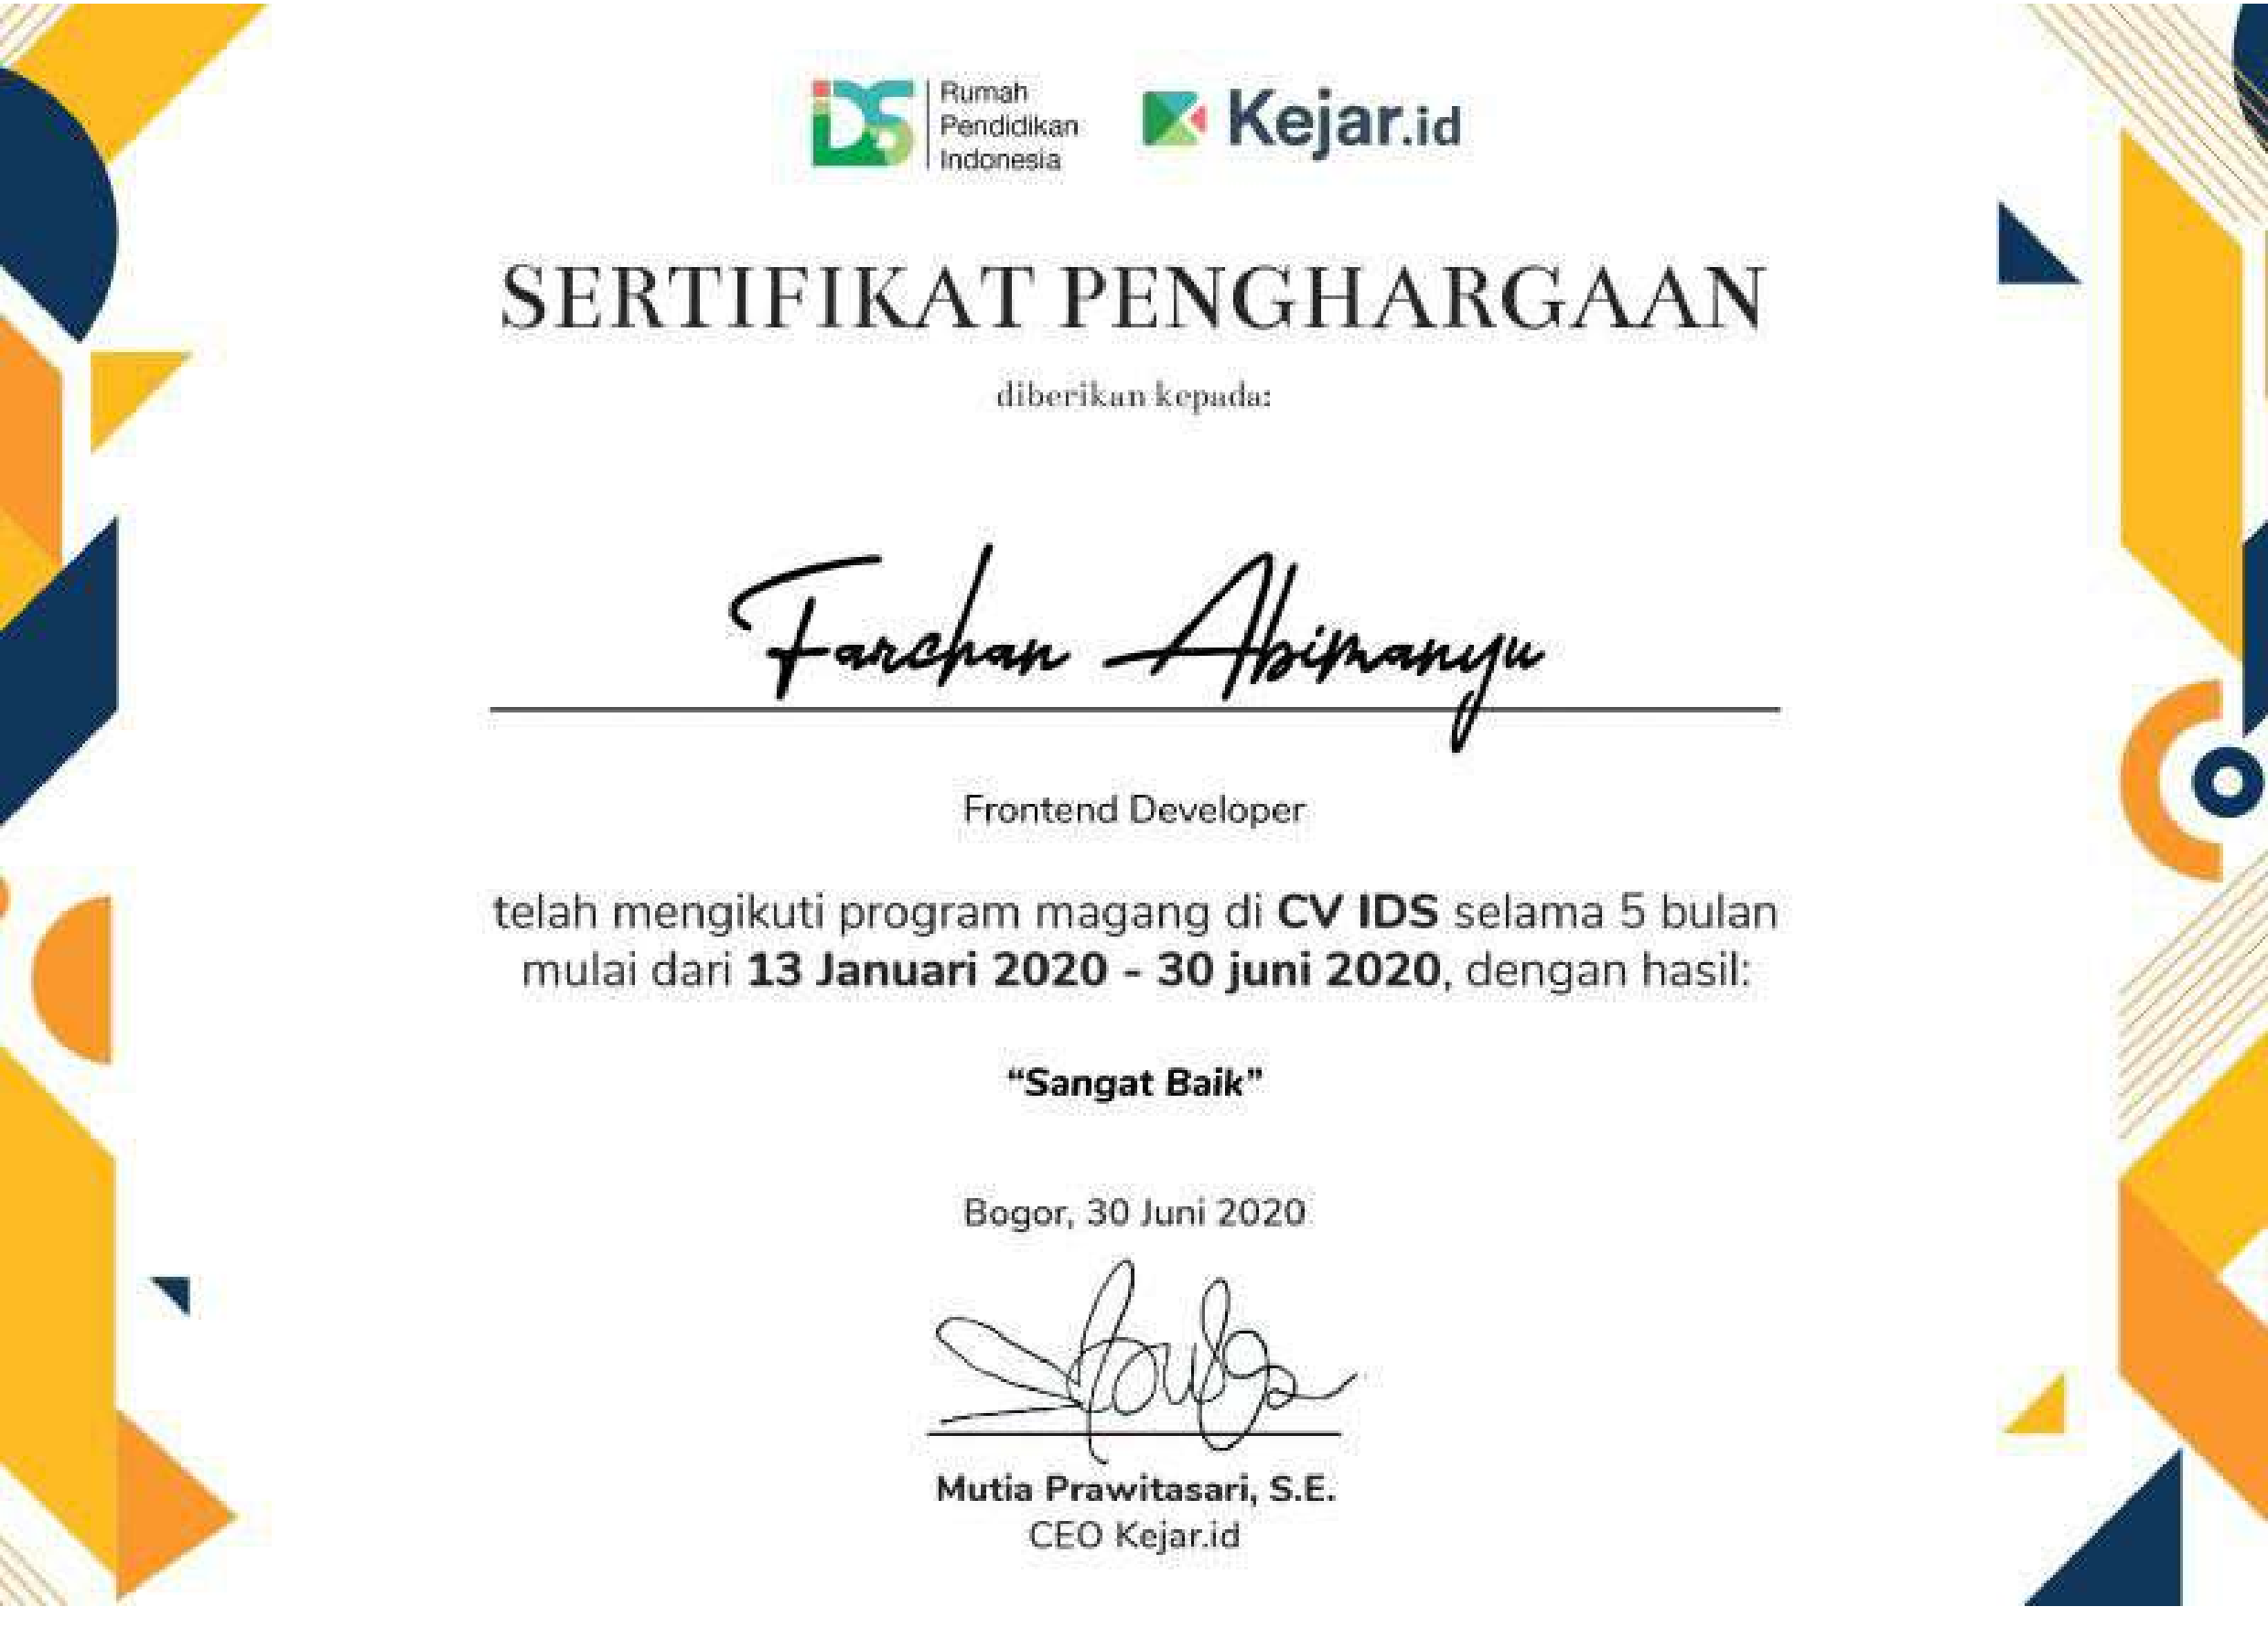 iDS Rumah
Pendidikan
Indonesia
Kejar.id
SERTIFIKAT PENGHARGAAN
diberikan kepada:
Farchan Abimanyu
Frontend Developer
telah mengikuti program magang di CV IDS selama 5 bulan
mulai dari 13 Januari 2020 - 30 juni 2020, dengan hasil:
“Sangat Baik”
Bogor, 30 Juni 2020
Mutia Prawitasari, S.E.
CEO Kejar.id